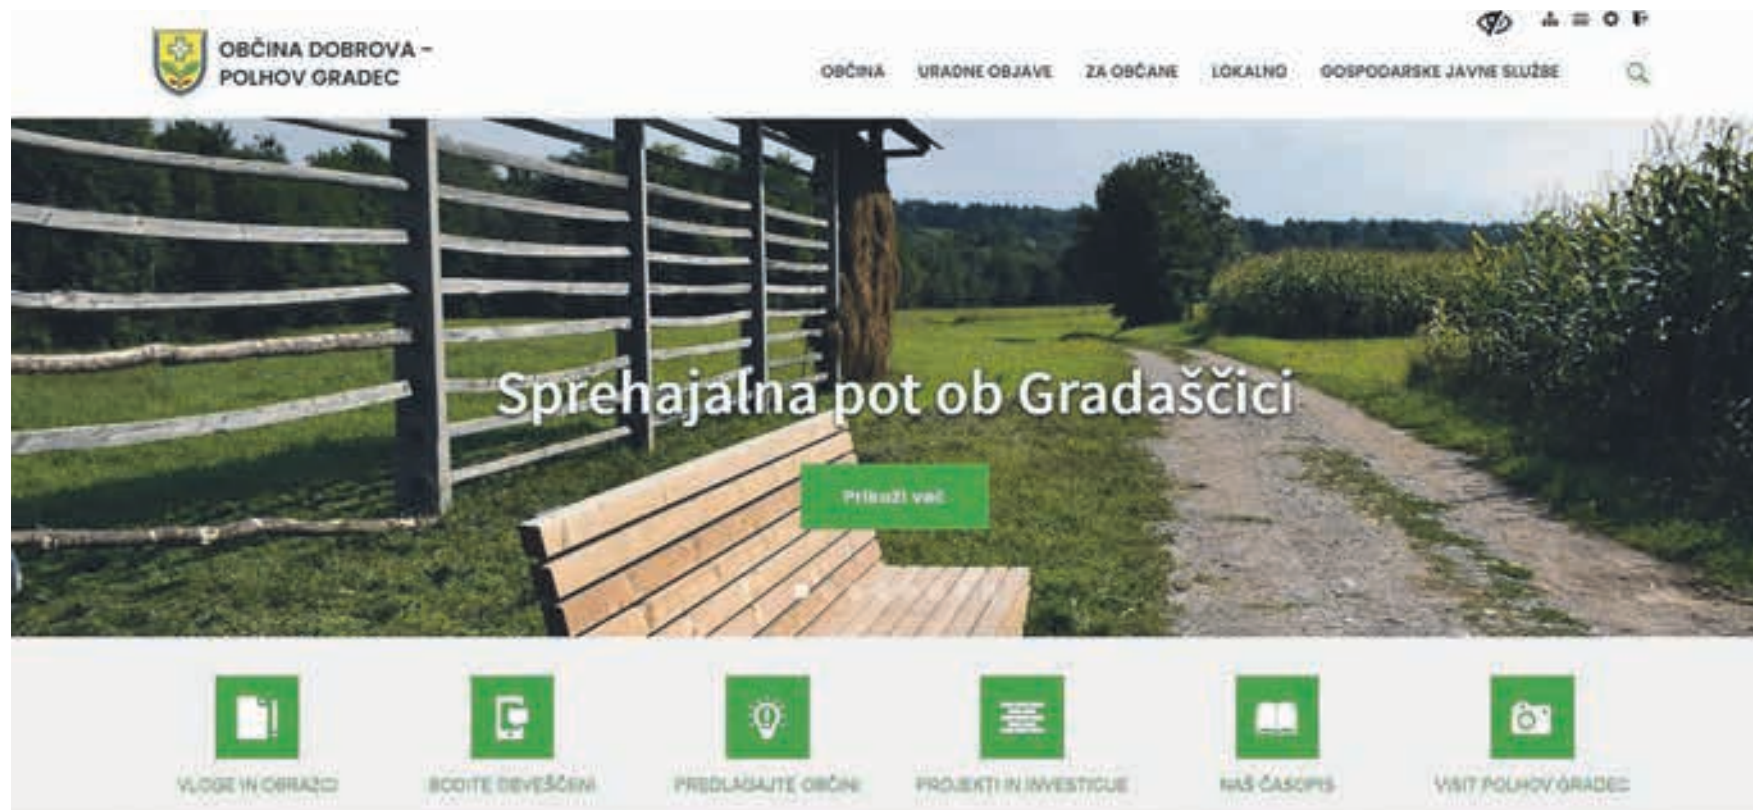 OBČINA DOBROVA –
POLHOV GRADEC
OBČINA URADNE OBJAVE ZA OBČANE LOKALNO GOSPODARSKE JAVNE SLUŽBE
Sprehajalna pot ob Gradaščici
Prikaži več
VLOGE IN OBRAZCI BODITE OBVEŠČENI PREDLAGAJTE OBČINI PROJEKTI IN INVESTICIJE NAŠ ČASOPIS VISIT POLHOV GRADEC